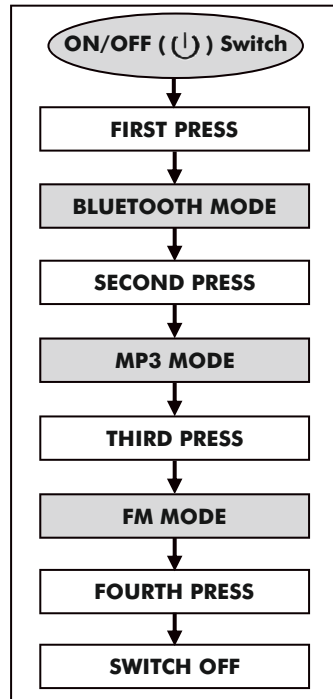 ON/OFF ( ⏻ ) Switch
FIRST PRESS
BLUETOOTH MODE
SECOND PRESS
MP3 MODE
THIRD PRESS
FM MODE
FOURTH PRESS
SWITCH OFF